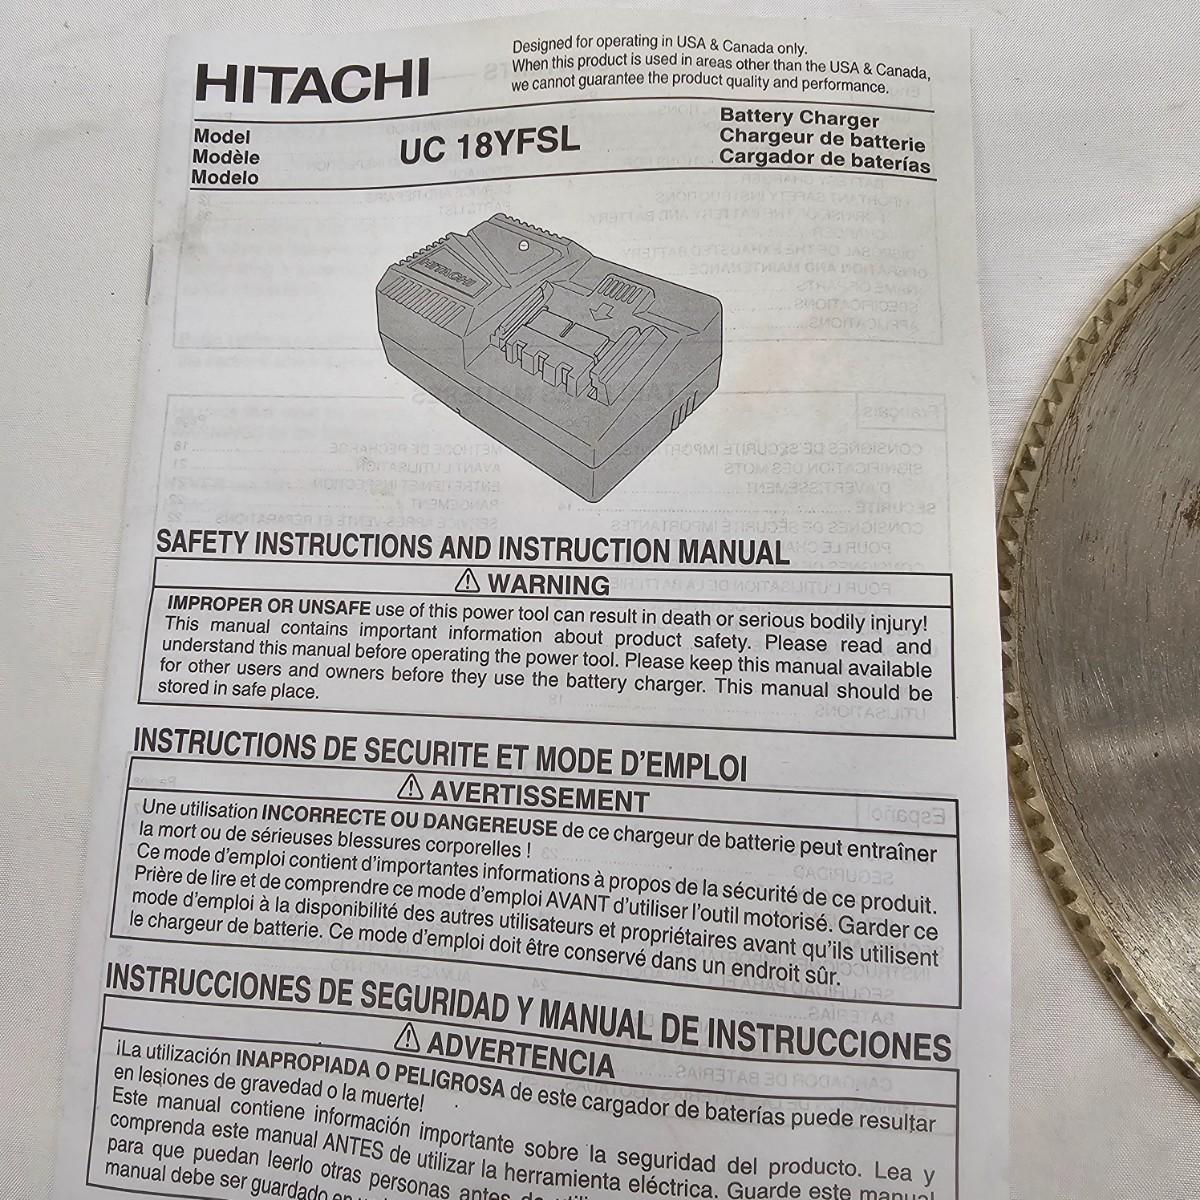 HITACHI
Designed for operating in USA & Canada only.
When this product is used in areas other than the USA & Canada,
we cannot guarantee the product quality and performance.
Model
Modèle
Modelo
UC 18YFSL
Battery Charger
Chargeur de batterie
Cargador de baterías
HITACHI
SAFETY INSTRUCTIONS AND INSTRUCTION MANUAL
⚠ WARNING
IMPROPER OR UNSAFE use of this power tool can result in death or serious bodily injury!
This manual contains important information about product safety. Please read and
understand this manual before operating the power tool. Please keep this manual available
for other users and owners before they use the battery charger. This manual should be
stored in safe place.
INSTRUCTIONS DE SECURITE ET MODE D'EMPLOI
⚠ AVERTISSEMENT
Une utilisation INCORRECTE OU DANGEREUSE de ce chargeur de batterie peut entraîner
la mort ou de sérieuses blessures corporelles !
Ce mode d'emploi contient d'importantes informations à propos de la sécurité de ce produit.
Prière de lire et de comprendre ce mode d'emploi AVANT d'utiliser l'outil motorisé. Garder ce
mode d'emploi à la disponibilité des autres utilisateurs et propriétaires avant qu'ils utilisent
le chargeur de batterie. Ce mode d'emploi doit être conservé dans un endroit sûr.
INSTRUCCIONES DE SEGURIDAD Y MANUAL DE INSTRUCCIONES
⚠ ADVERTENCIA
¡La utilización INAPROPIADA O PELIGROSA de este cargador de baterías puede resultar
en lesiones de gravedad o la muerte!
Este manual contiene información importante sobre la seguridad del producto. Lea y
comprenda este manual ANTES de utilizar la herramienta eléctrica. Guarde este manual
para que puedan leerlo otras personas antes de
manual debe ser guardado en